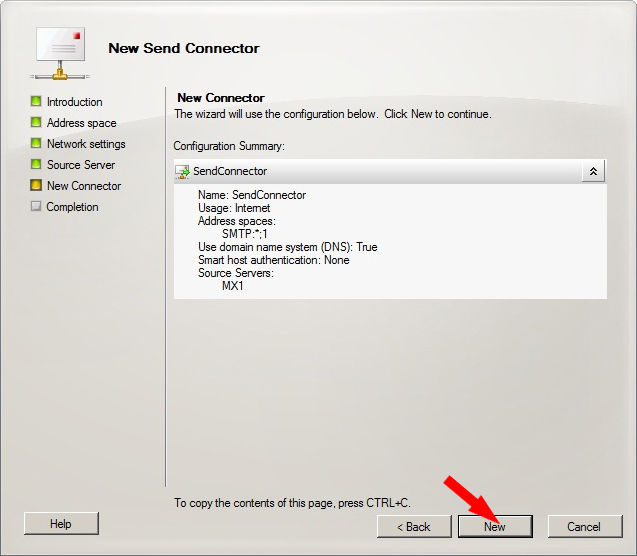 New Send Connector
Introduction
Address space
Network settings
Source Server
New Connector
Completion
New Connector
The wizard will use the configuration below. Click New to continue.
Configuration Summary:
SendConnector
Name: SendConnector
Usage: Internet
Address spaces:
SMTP:*;1
Use domain name system (DNS): True
Smart host authentication: None
Source Servers:
MX1
To copy the contents of this page, press CTRL+C.
Help
< Back
New
Cancel